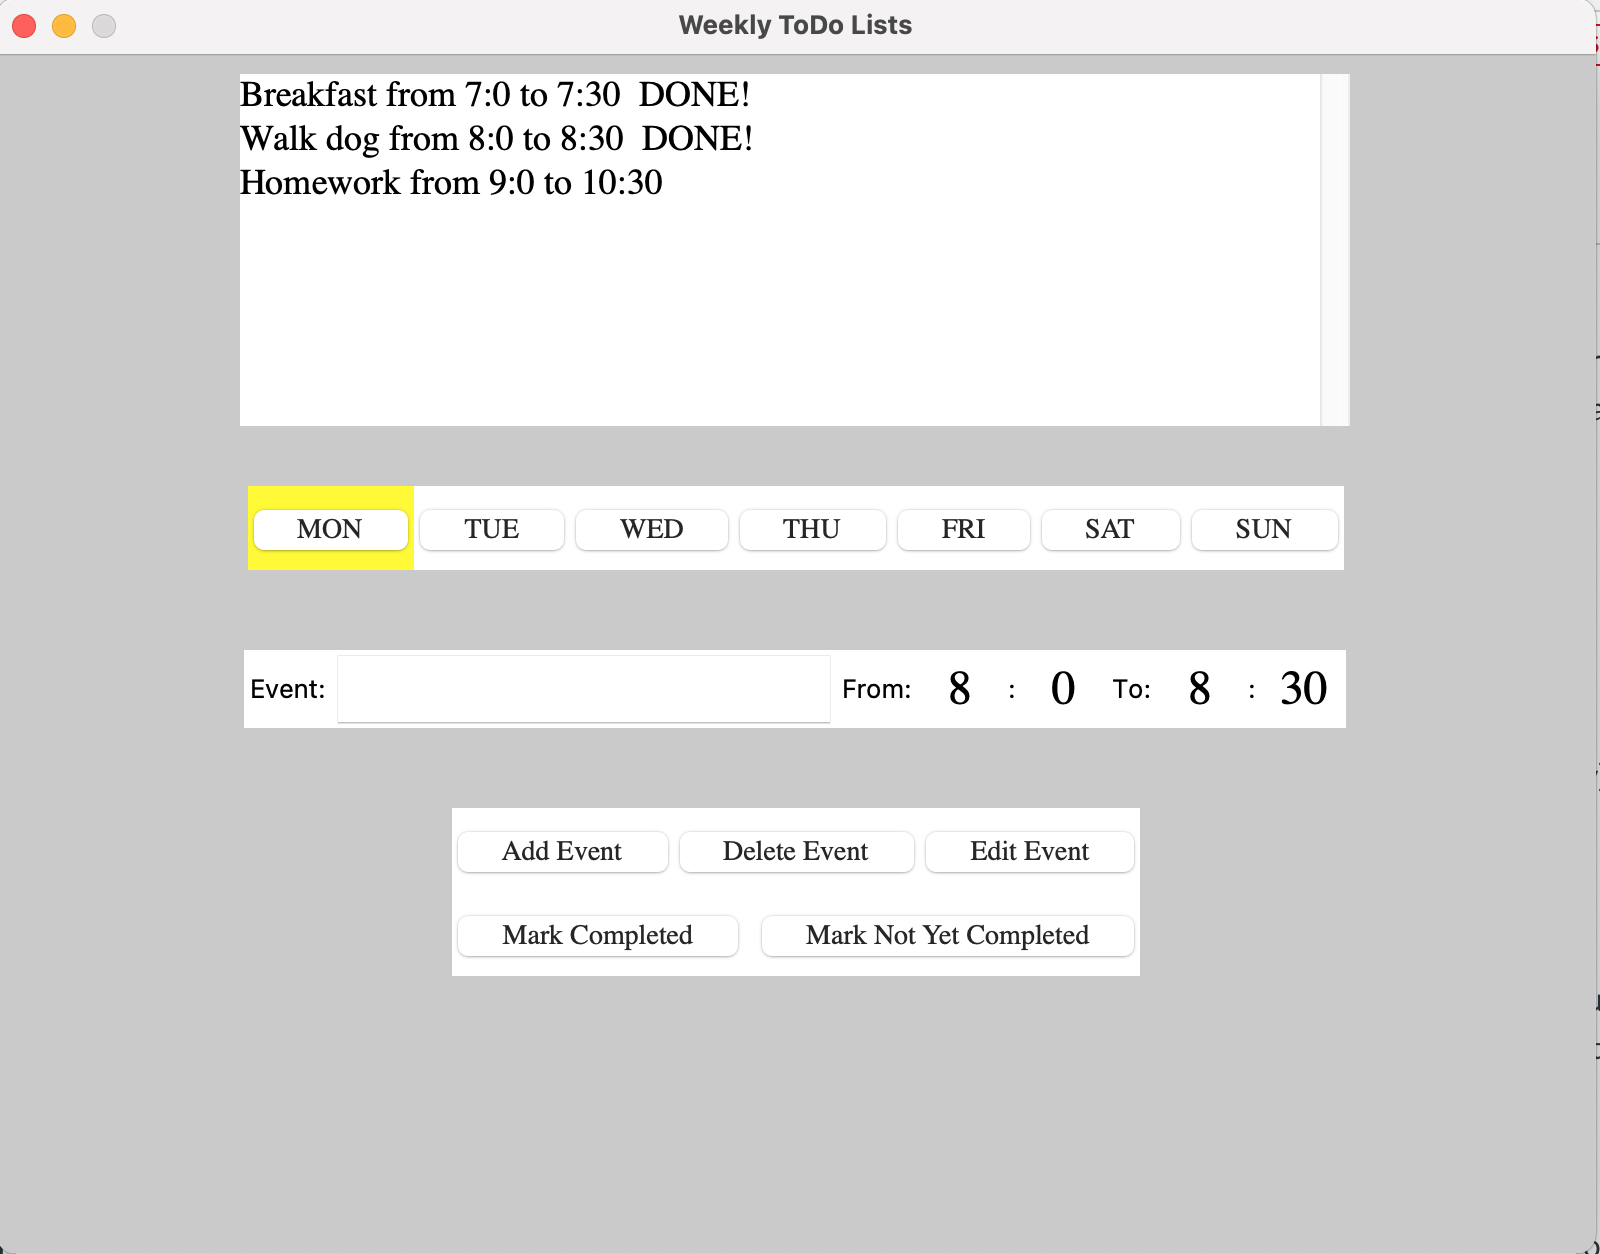 Weekly ToDo Lists
Breakfast from 7:0 to 7:30  DONE!
Walk dog from 8:0 to 8:30  DONE!
Homework from 9:0 to 10:30
MON TUE WED THU FRI SAT SUN
Event: From: 8 : 0 To: 8 : 30
Add Event Delete Event Edit Event
Mark Completed Mark Not Yet Completed